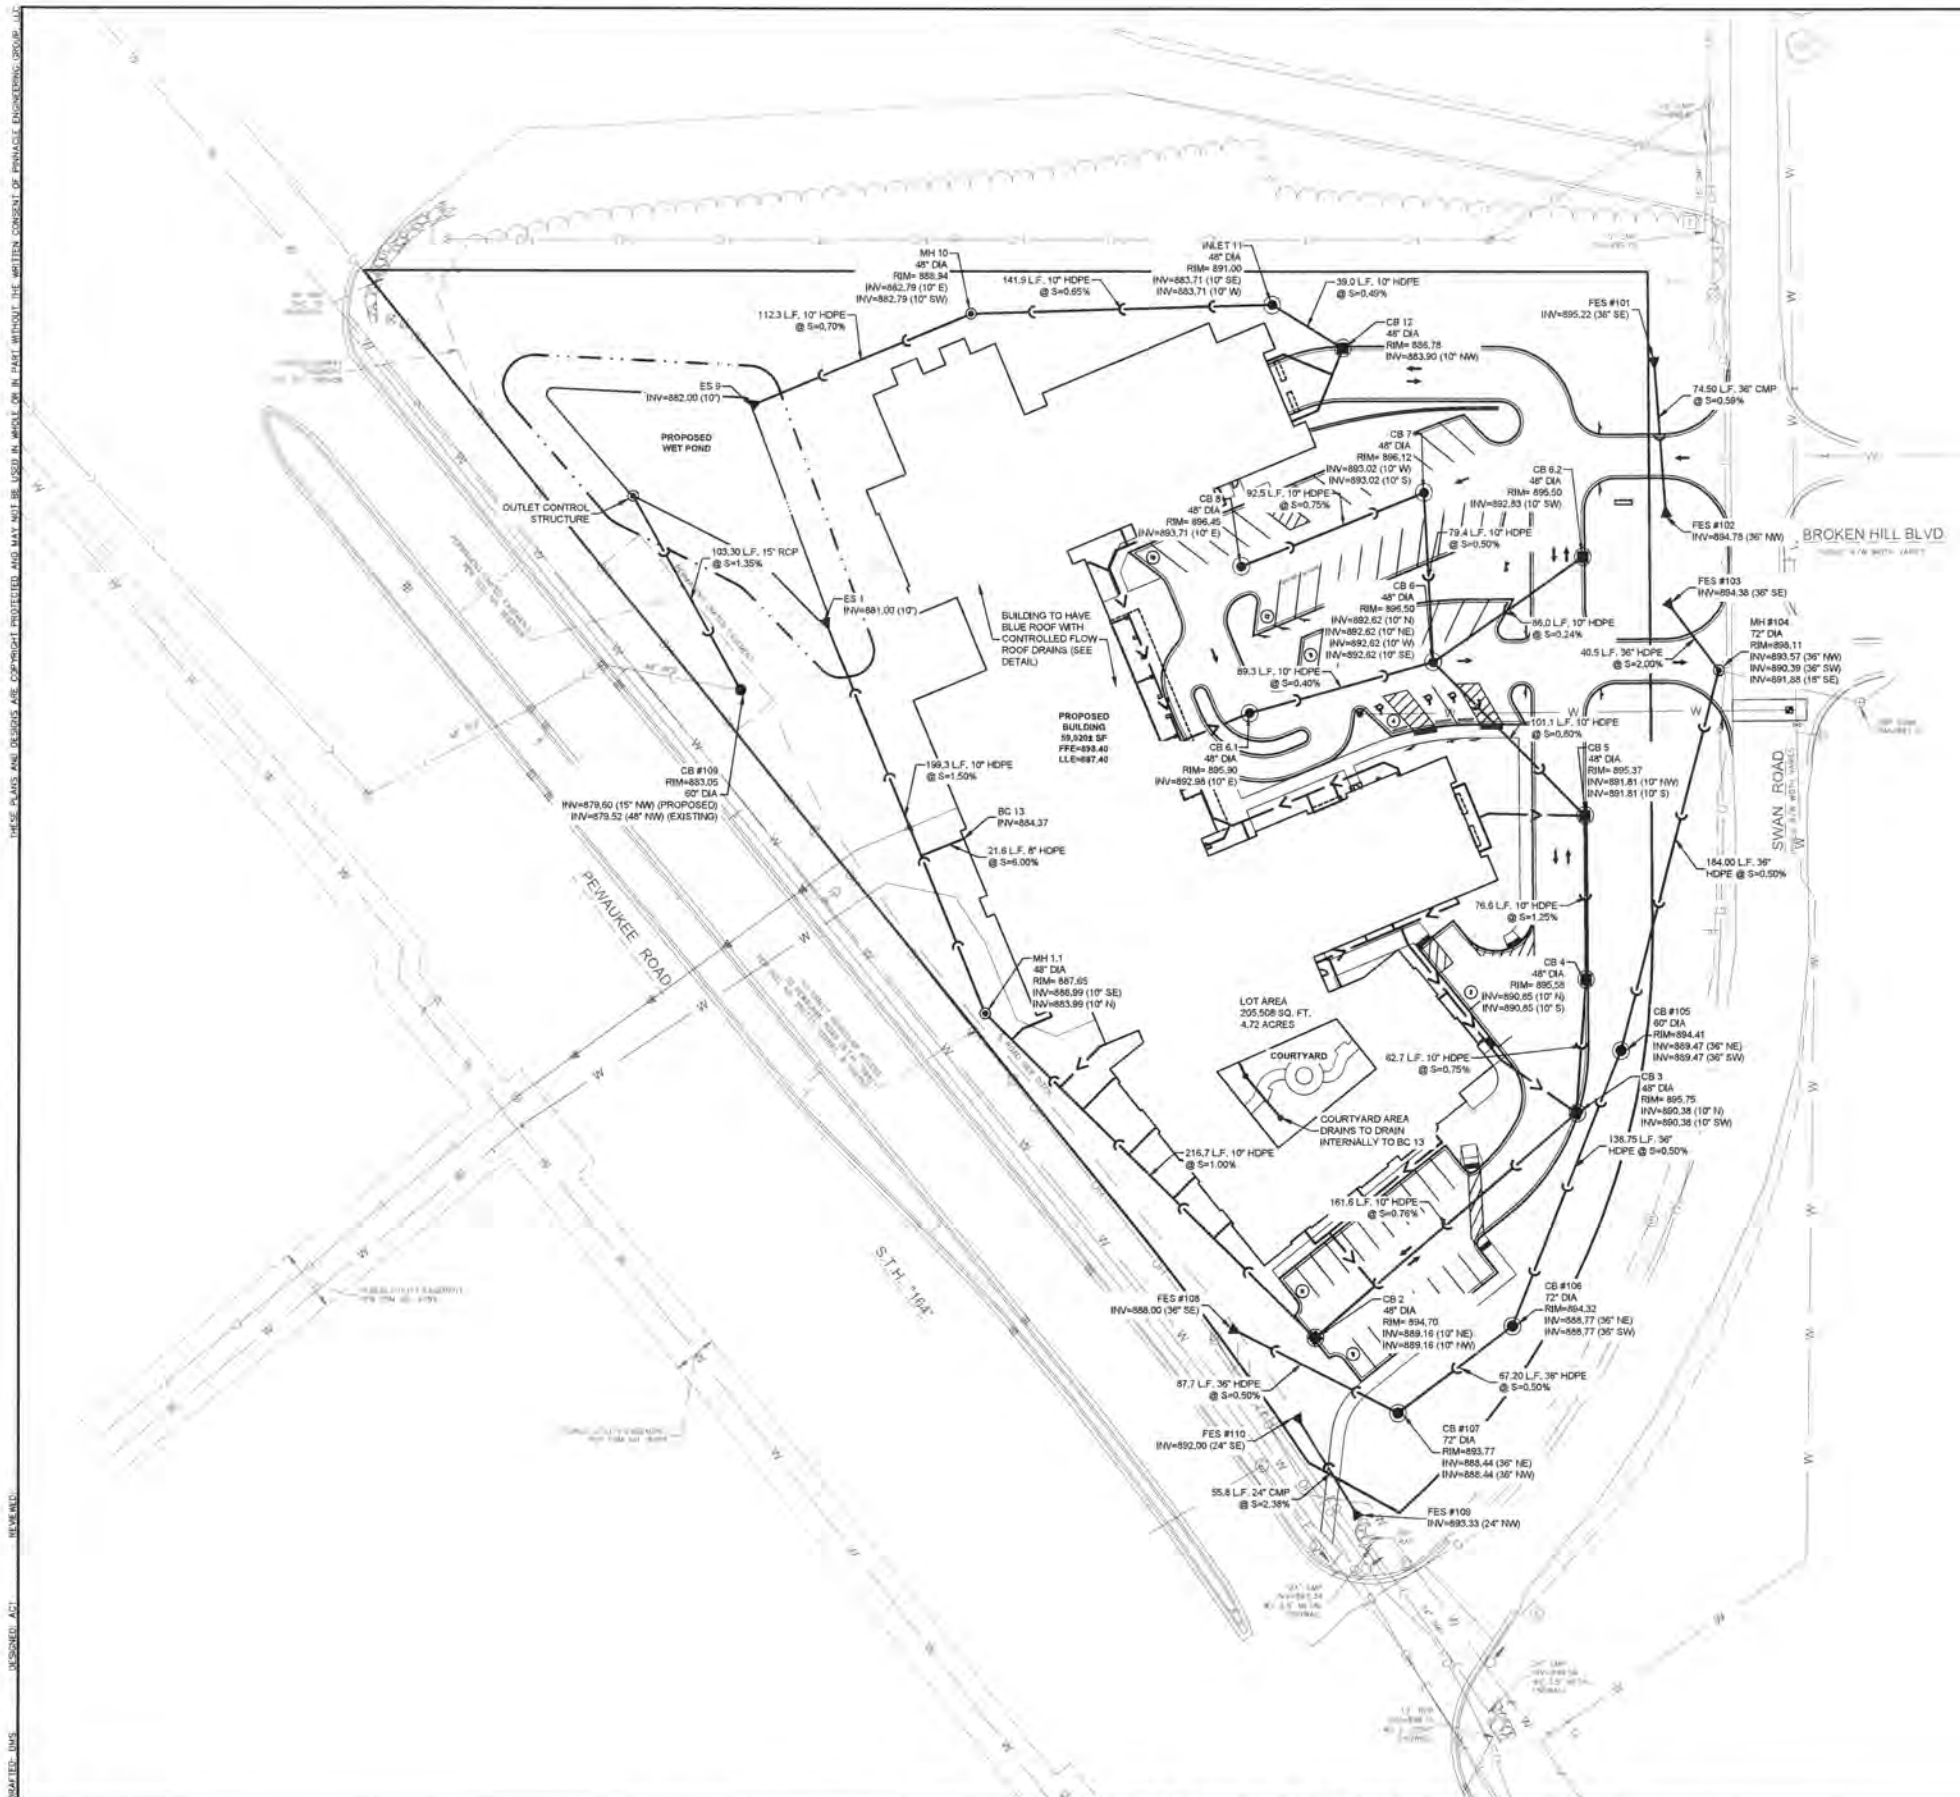 THESE PLANS AND DESIGNS ARE COPYRIGHT PROTECTED AND MAY NOT BE USED IN WHOLE OR IN PART WITHOUT THE WRITTEN CONSENT OF PINNACLE ENGINEERING GROUP, LLC
REVIEWED:
DESIGNED: ACT
DRAFTED: DMS
MH 10
48" DIA
RIM= 888.94
INV=882.79 (10" E)
INV=882.79 (10" SW)
141.9 L.F. 10" HDPE
@ S=0.65%
INLET 11
48" DIA
RIM= 891.00
INV=883.71 (10" SE)
INV=883.71 (10" W)
39.0 L.F. 10" HDPE
@ S=0.49%
FES #101
INV=895.22 (36" SE)
112.3 L.F. 10" HDPE
@ S=0.70%
CB 12
48" DIA
RIM= 886.78
INV=883.90 (10" NW)
74.50 L.F. 36" CMP
@ S=0.59%
ES 9
INV=882.00 (10")
PROPOSED
WET POND
CB 7
48" DIA
RIM= 896.12
INV=893.02 (10" W)
INV=893.02 (10" S)
CB 6.2
48" DIA
RIM= 895.50
INV=892.83 (10" SW)
CB 8
48" DIA
RIM= 896.45
INV=893.71 (10" E)
92.5 L.F. 10" HDPE
@ S=0.75%
OUTLET CONTROL
STRUCTURE
79.4 L.F. 10" HDPE
@ S=0.50%
FES #102
INV=894.78 (36" NW)
BROKEN HILL BLVD.
103.30 L.F. 15" RCP
@ S=1.35%
ES 1
INV=881.00 (10")
BUILDING TO HAVE
BLUE ROOF WITH
CONTROLLED FLOW
ROOF DRAINS (SEE
DETAIL)
CB 6
48" DIA
RIM= 896.50
INV=892.62 (10" N)
INV=892.62 (10" NE)
INV=892.62 (10" W)
INV=892.62 (10" SE)
FES #103
INV=894.38 (36" SE)
86.0 L.F. 10" HDPE
@ S=0.24%
40.5 L.F. 36" HDPE
@ S=2.00%
MH #104
72" DIA
RIM=898.11
INV=893.57 (36" NW)
INV=890.39 (36" SW)
INV=891.88 (18" SE)
89.3 L.F. 10" HDPE
@ S=0.40%
PROPOSED
BUILDING
59,920± SF
FFE=898.40
LLE=887.40
101.1 L.F. 10" HDPE
@ S=0.80%
CB 6.1
48" DIA
RIM= 895.90
INV=892.98 (10" E)
CB 5
48" DIA
RIM= 895.37
INV=891.81 (10" NW)
INV=891.81 (10" S)
CB #109
RIM=883.05
60" DIA
INV=879.60 (15" NW) (PROPOSED)
INV=879.52 (48" NW) (EXISTING)
199.3 L.F. 10" HDPE
@ S=1.50%
BC 13
INV=884.37
21.6 L.F. 8" HDPE
@ S=6.00%
SWAN ROAD
184.00 L.F. 36"
HDPE @ S=0.50%
PEWAUKEE ROAD
76.6 L.F. 10" HDPE
@ S=1.25%
MH 1.1
48" DIA
RIM= 887.65
INV=886.99 (10" SE)
INV=883.99 (10" N)
CB 4
48" DIA
RIM= 895.58
INV=890.85 (10" N)
INV=890.85 (10" S)
LOT AREA
205,508 SQ. FT.
4.72 ACRES
COURTYARD
CB #105
60" DIA
RIM=894.41
INV=889.47 (36" NE)
INV=889.47 (36" SW)
62.7 L.F. 10" HDPE
@ S=0.75%
CB 3
48" DIA
RIM= 895.75
INV=890.38 (10" N)
INV=890.38 (10" SW)
COURTYARD AREA
DRAINS TO DRAIN
INTERNALLY TO BC 13
138.75 L.F. 36"
HDPE @ S=0.50%
216.7 L.F. 10" HDPE
@ S=1.00%
161.6 L.F. 10" HDPE
@ S=0.76%
S.T.H. "164"
FES #108
INV=888.00 (36" SE)
CB 2
48" DIA
RIM= 894.70
INV=889.16 (10" NE)
INV=889.16 (10" NW)
CB #106
72" DIA
RIM=894.32
INV=888.77 (36" NE)
INV=888.77 (36" SW)
87.7 L.F. 36" HDPE
@ S=0.50%
67.20 L.F. 36" HDPE
@ S=0.50%
FES #110
INV=892.00 (24" SE)
CB #107
72" DIA
RIM=893.77
INV=888.44 (36" NE)
INV=888.44 (36" NW)
55.8 L.F. 24" CMP
@ S=2.38%
FES #109
INV=893.33 (24" NW)